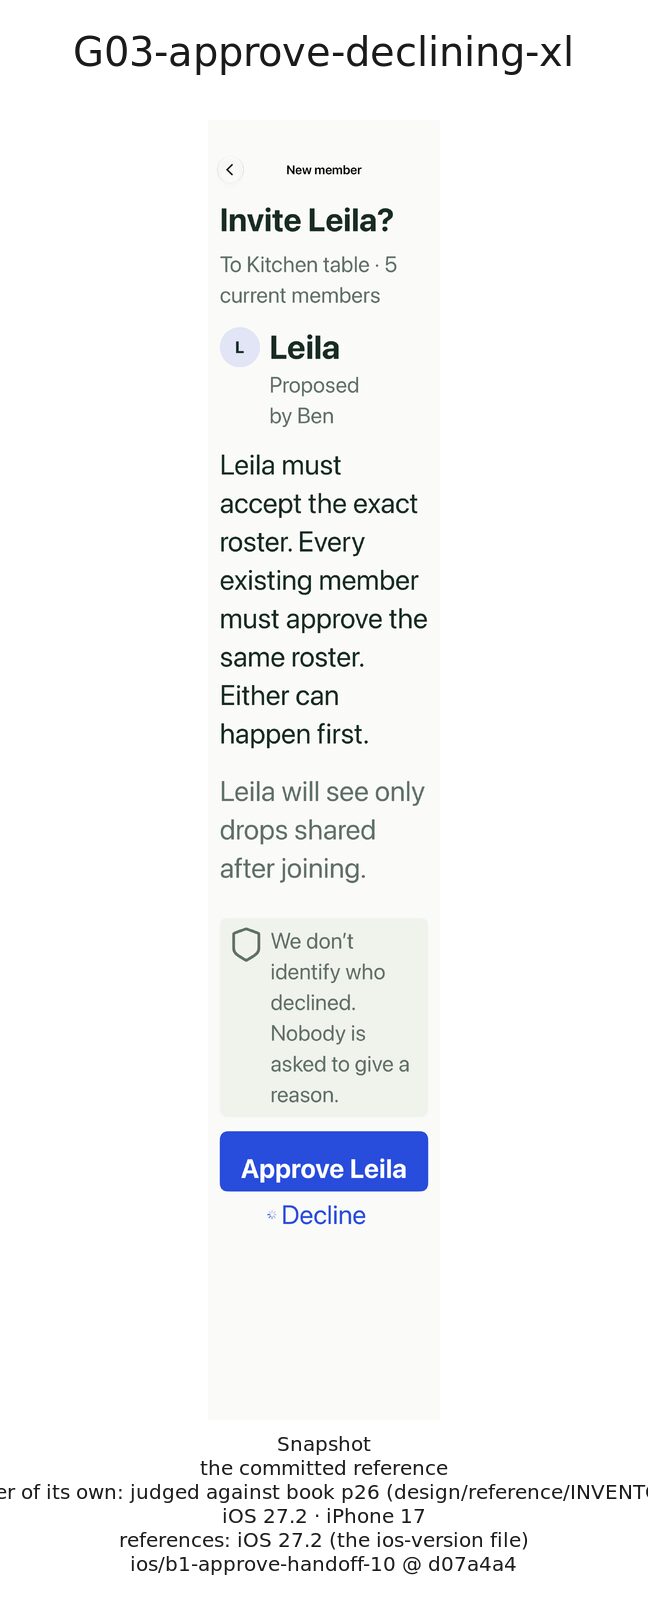 G03-approve-declining-xl
New member
Invite Leila?
To Kitchen table · 5
current members
L
Leila
Proposed
by Ben
Leila must
accept the exact
roster. Every
existing member
must approve the
same roster.
Either can
happen first.
Leila will see only
drops shared
after joining.
We don’t
identify who
declined.
Nobody is
asked to give a
reason.
Approve Leila
Decline
Snapshot
the committed reference
of its own: judged against book p26
iOS 27.2 · iPhone 17
references: iOS 27.2 (the ios-version file)
ios/b1-approve-handoff-10 @ d07a4a4